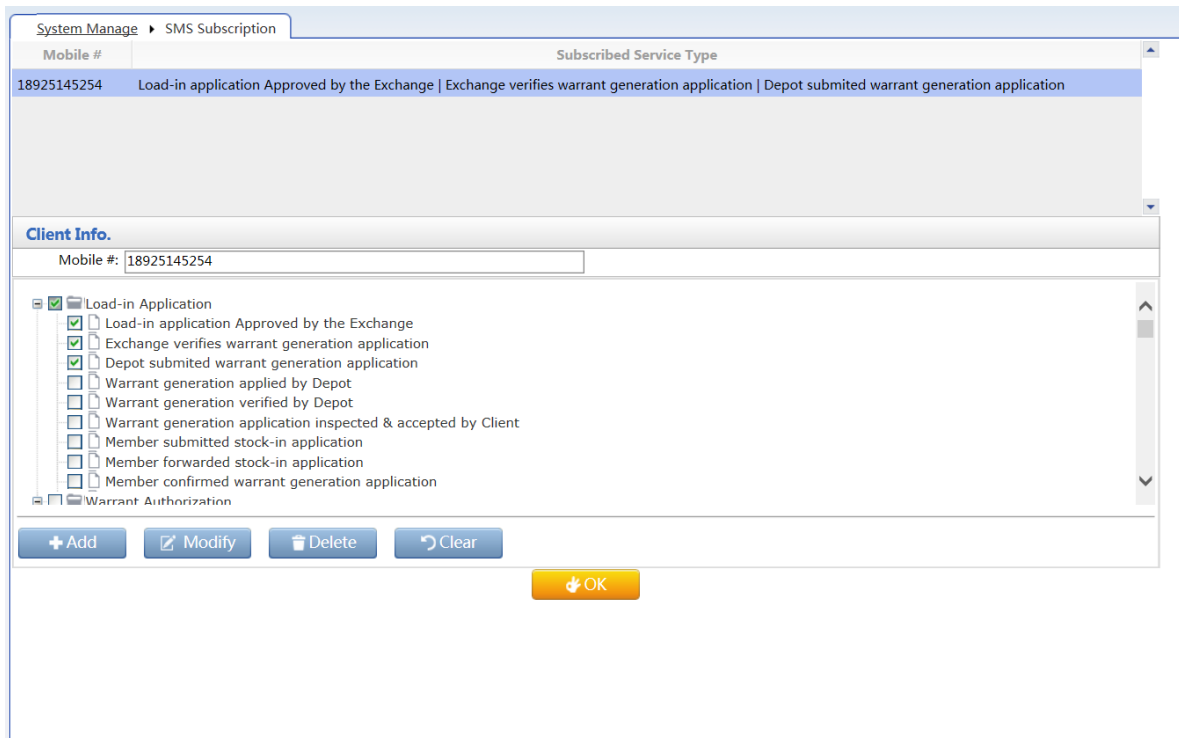 System Manage ▸ SMS Subscription
Mobile # Subscribed Service Type
18925145254 Load-in application Approved by the Exchange | Exchange verifies warrant generation application | Depot submited warrant generation application
Client Info.
Mobile #: 18925145254
Load-in Application
Load-in application Approved by the Exchange
Exchange verifies warrant generation application
Depot submited warrant generation application
Warrant generation applied by Depot
Warrant generation verified by Depot
Warrant generation application inspected & accepted by Client
Member submitted stock-in application
Member forwarded stock-in application
Member confirmed warrant generation application
Warrant Authorization
Add Modify Delete Clear
OK